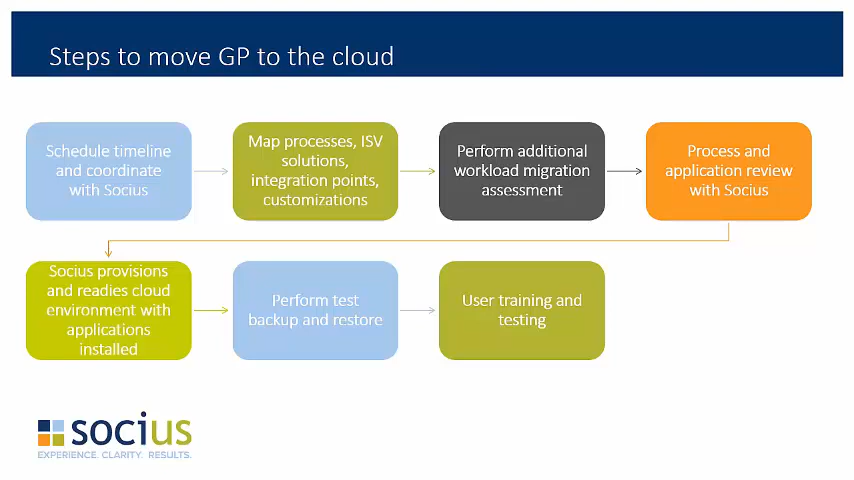 Steps to move GP to the cloud
Schedule timeline
and coordinate
with Socius
Map processes, ISV
solutions,
integration points,
customizations
Perform additional
workload migration
assessment
Process and
application review
with Socius
Socius provisions
and readies cloud
environment with
applications
installed
Perform test
backup and restore
User training and
testing
socius
EXPERIENCE. CLARITY. RESULTS.